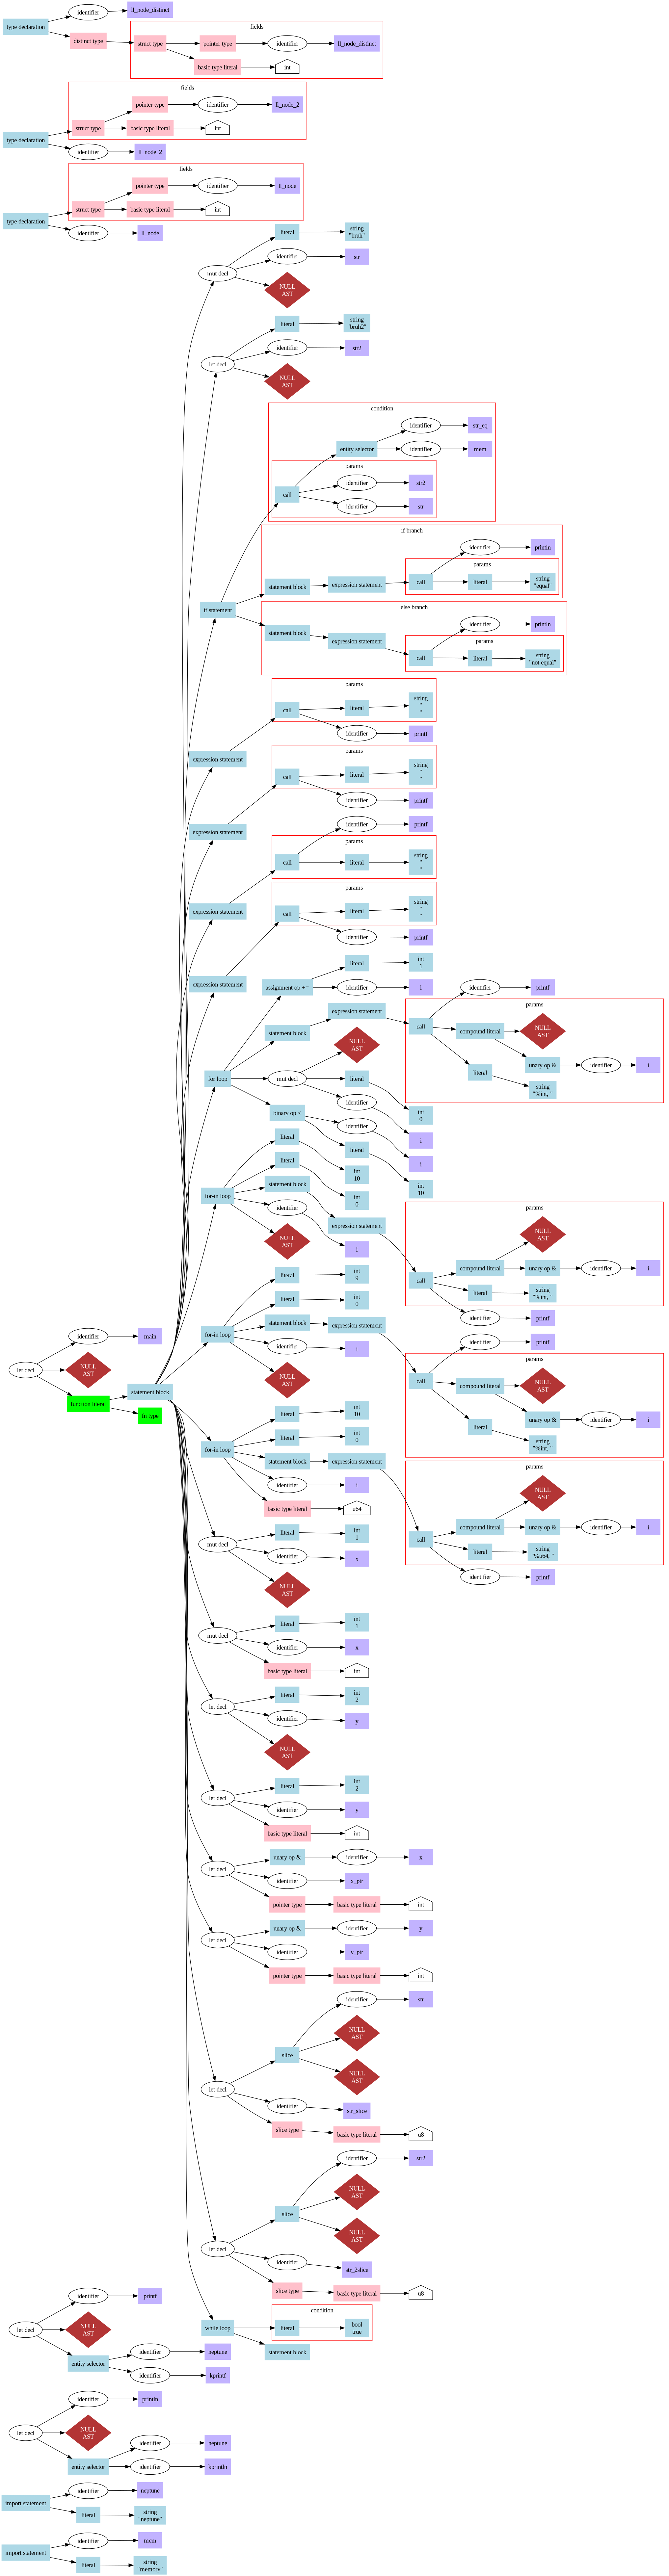 type declaration
identifier
ll_node_distinct
distinct type
fields
struct type
pointer type
identifier
ll_node_distinct
basic type literal
int
type declaration
fields
struct type
pointer type
identifier
ll_node_2
basic type literal
int
identifier
ll_node_2
type declaration
fields
struct type
pointer type
identifier
ll_node
basic type literal
int
identifier
ll_node
mut decl
literal
string
"bruh"
identifier
str
NULL
AST
let decl
literal
string
"bruh2"
identifier
str2
NULL
AST
if statement
condition
entity selector
identifier
str_eq
identifier
mem
params
call
identifier
str2
identifier
str
if branch
statement block
expression statement
identifier
println
params
call
literal
string
"equal"
else branch
statement block
expression statement
identifier
println
params
call
literal
string
"not equal"
expression statement
params
call
literal
string
"
"
identifier
printf
expression statement
params
call
literal
string
"
"
identifier
printf
expression statement
identifier
printf
params
call
literal
string
"
"
expression statement
params
call
literal
string
"
"
identifier
printf
for loop
assignment op +=
literal
int
1
identifier
i
statement block
expression statement
identifier
printf
params
call
compound literal
NULL
AST
unary op &
identifier
i
literal
string
"%int, "
mut decl
NULL
AST
literal
int
0
identifier
i
binary op <
identifier
i
literal
int
10
for-in loop
literal
int
10
literal
int
0
statement block
expression statement
identifier
i
NULL
AST
params
call
compound literal
NULL
AST
unary op &
identifier
i
literal
string
"%int, "
identifier
printf
for-in loop
literal
int
9
literal
int
0
statement block
expression statement
identifier
i
NULL
AST
identifier
printf
params
call
compound literal
NULL
AST
unary op &
identifier
i
literal
string
"%int, "
let decl
identifier
main
NULL
AST
function literal
statement block
fn type
for-in loop
literal
int
10
literal
int
0
statement block
expression statement
identifier
i
basic type literal
u64
params
call
compound literal
NULL
AST
unary op &
identifier
i
literal
string
"%u64, "
identifier
printf
mut decl
literal
int
1
identifier
x
NULL
AST
mut decl
literal
int
1
identifier
x
basic type literal
int
let decl
literal
int
2
identifier
y
NULL
AST
let decl
literal
int
2
identifier
y
basic type literal
int
let decl
unary op &
identifier
x
identifier
x_ptr
pointer type
basic type literal
int
let decl
unary op &
identifier
y
identifier
y_ptr
pointer type
basic type literal
int
let decl
slice
identifier
str
NULL
AST
NULL
AST
identifier
str_slice
slice type
basic type literal
u8
let decl
slice
identifier
str2
NULL
AST
NULL
AST
identifier
str_2slice
slice type
basic type literal
u8
while loop
condition
literal
bool
true
statement block
let decl
identifier
printf
NULL
AST
entity selector
identifier
neptune
identifier
kprintf
let decl
identifier
println
NULL
AST
entity selector
identifier
neptune
identifier
kprintln
import statement
identifier
neptune
literal
string
"neptune"
import statement
identifier
mem
literal
string
"memory"